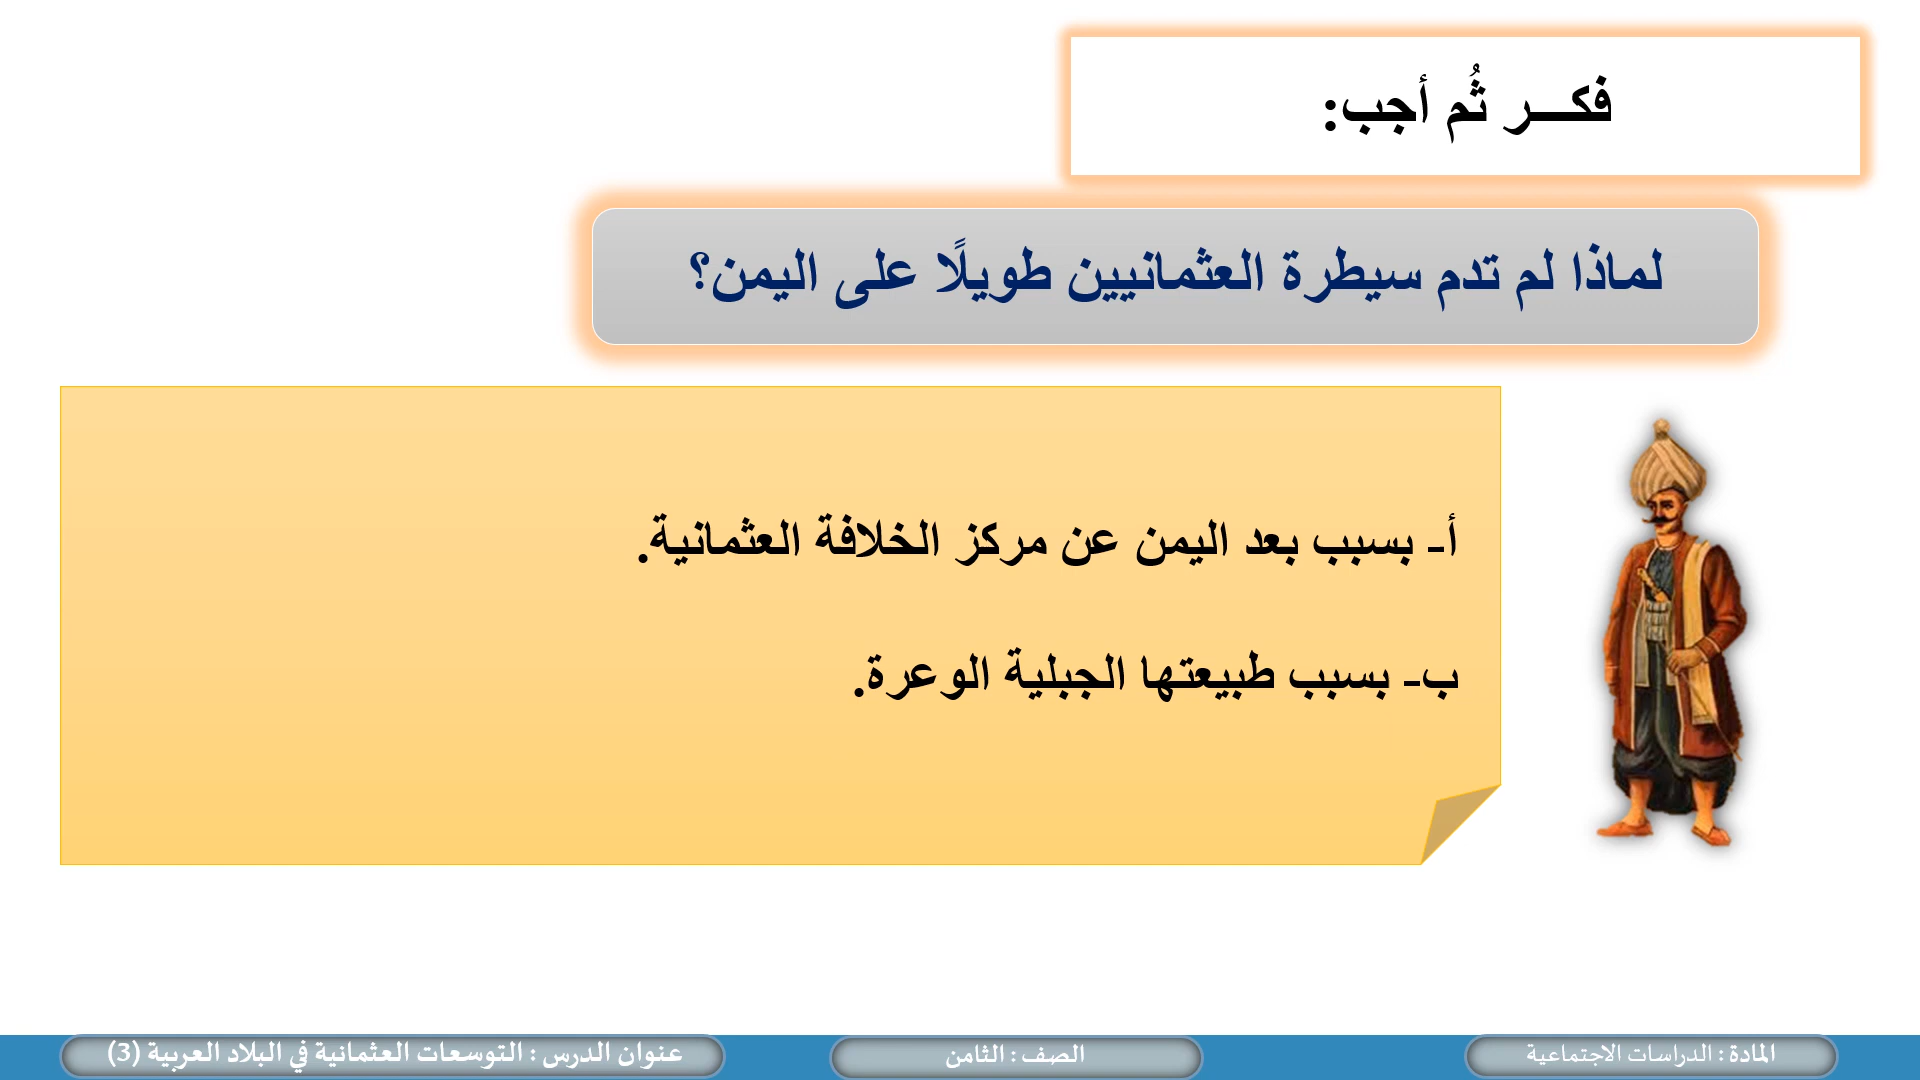 فكـــر ثُم أجب:
لماذا لم تدم سيطرة العثمانيين طويلًا على اليمن؟
أ- بسبب بعد اليمن عن مركز الخلافة العثمانية.
ب- بسبب طبيعتها الجبلية الوعرة.
المادة : الدراسات الاجتماعية
الصف : الثامن
عنوان الدرس : التوسعات العثمانية في البلاد العربية (3)